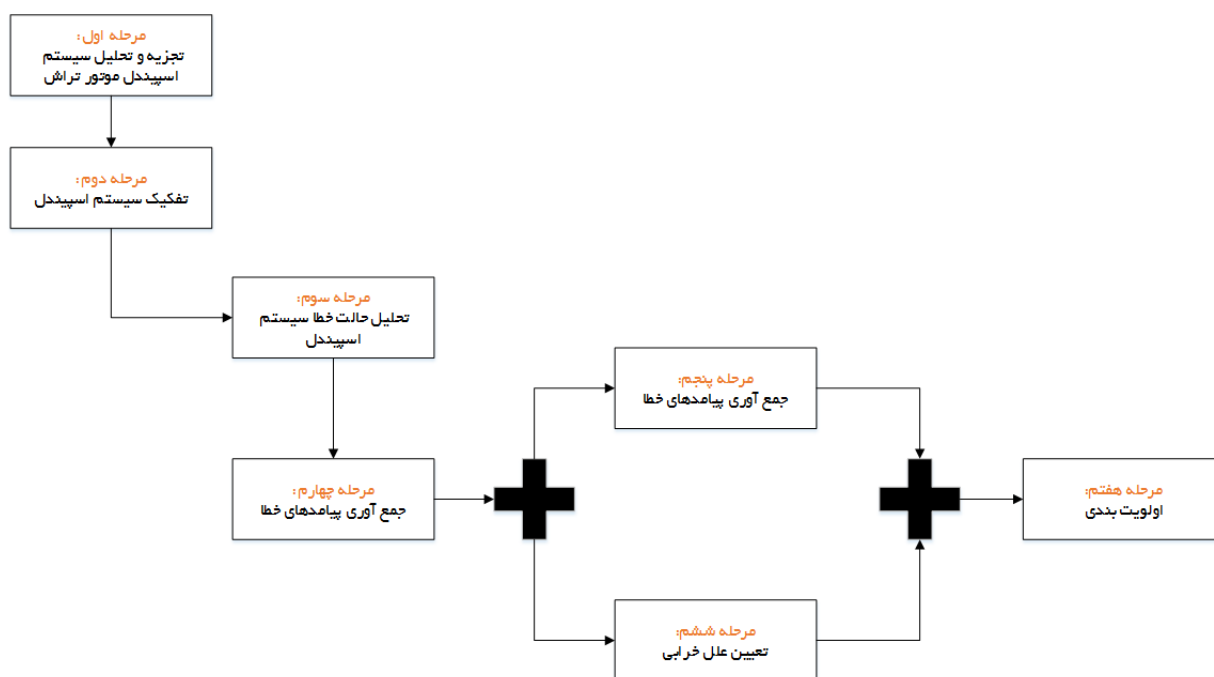 مرحله اول:
تجزیه و تحلیل سیستم
اسپیندل موتور تراش
مرحله دوم:
تفکیک سیستم اسپیندل
مرحله سوم:
تحلیل حالت خطا سیستم
اسپیندل
مرحله چهارم:
جمع آوری پیامدهای خطا
مرحله پنجم:
جمع آوری پیامدهای خطا
مرحله ششم:
تعیین علل خرابی
مرحله هفتم:
اولویت بندی